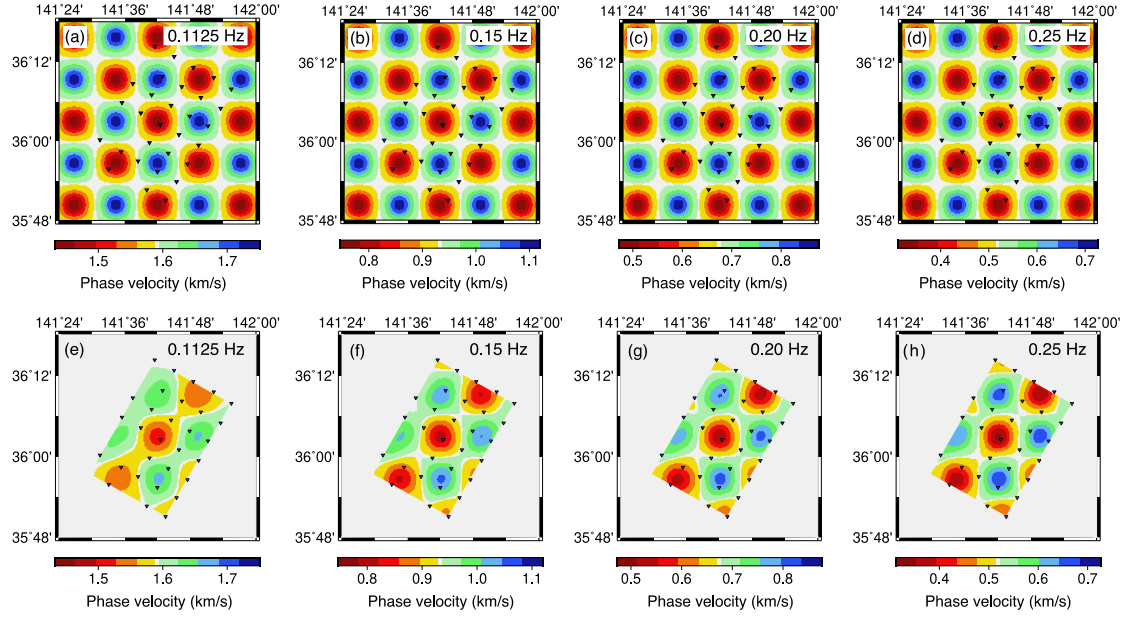 141˚24' 141˚36' 141˚48' 142˚00' 141˚24' 141˚36' 141˚48' 142˚00' 141˚24' 141˚36' 141˚48' 142˚00' 141˚24' 141˚36' 141˚48' 142˚00'
(a) 0.1125 Hz (b) 0.15 Hz (c) 0.20 Hz (d) 0.25 Hz
36˚12' 36˚12' 36˚12' 36˚12'
36˚00' 36˚00' 36˚00' 36˚00'
35˚48' 35˚48' 35˚48' 35˚48'
1.5 1.6 1.7 0.8 0.9 1.0 1.1 0.5 0.6 0.7 0.8 0.4 0.5 0.6 0.7
Phase velocity (km/s) Phase velocity (km/s) Phase velocity (km/s) Phase velocity (km/s)
141˚24' 141˚36' 141˚48' 142˚00' 141˚24' 141˚36' 141˚48' 142˚00' 141˚24' 141˚36' 141˚48' 142˚00' 141˚24' 141˚36' 141˚48' 142˚00'
(e) 0.1125 Hz (f) 0.15 Hz (g) 0.20 Hz (h) 0.25 Hz
36˚12' 36˚12' 36˚12' 36˚12'
36˚00' 36˚00' 36˚00' 36˚00'
35˚48' 35˚48' 35˚48' 35˚48'
1.5 1.6 1.7 0.8 0.9 1.0 1.1 0.5 0.6 0.7 0.8 0.4 0.5 0.6 0.7
Phase velocity (km/s) Phase velocity (km/s) Phase velocity (km/s) Phase velocity (km/s)